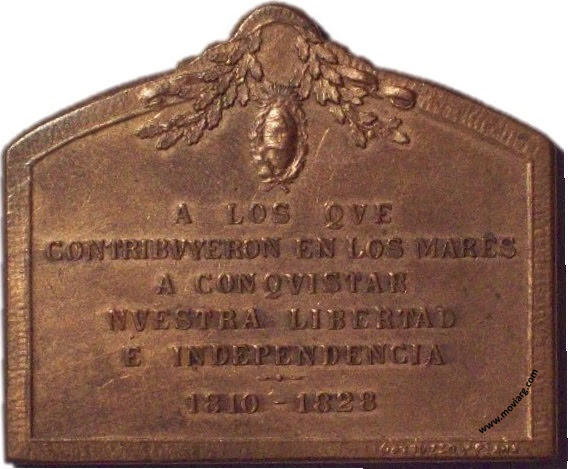 A LOS QVE
CONTRIBVYERON EN LOS MARES
A CONQVISTAR
NVESTRA LIBERTAD
E INDEPENDENCIA
1810 - 1828
www.moviarg.com